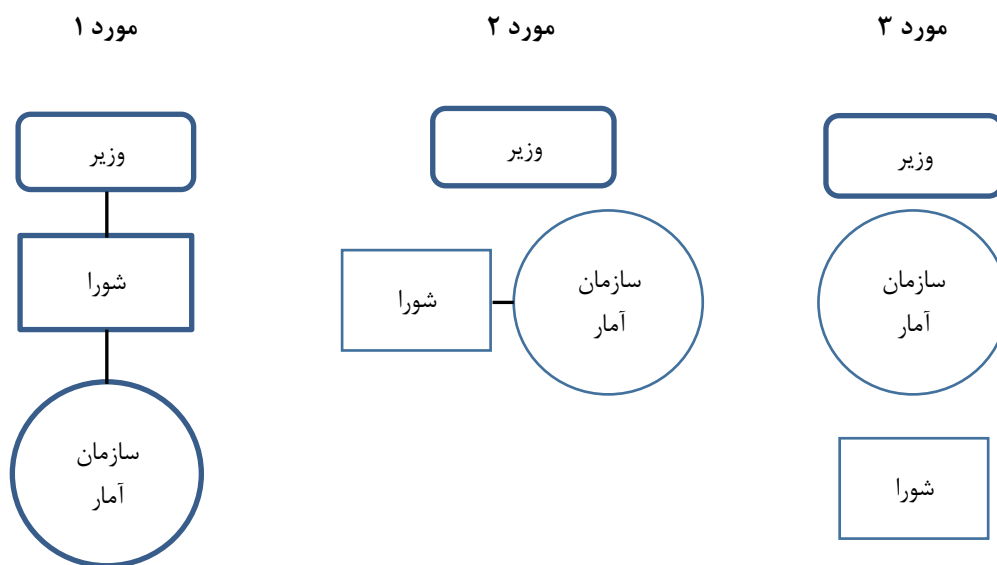 مورد ۱
مورد ۲
مورد ۳
وزیر
شورا
سازمان
آمار
وزیر
شورا
سازمان
آمار
وزیر
سازمان
آمار
شورا